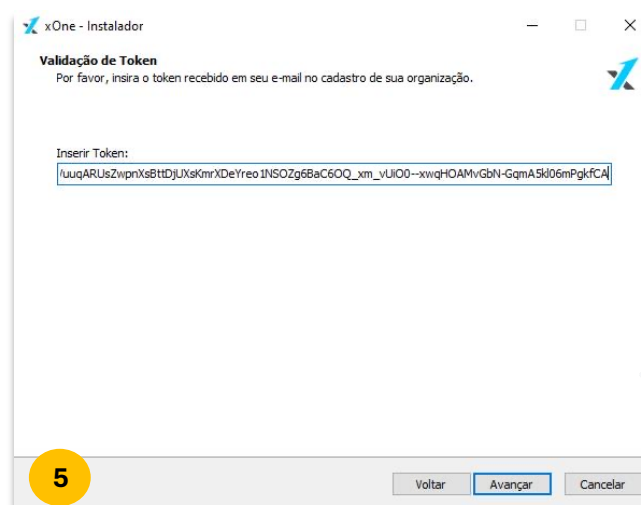 xOne - Instalador
Validação de Token
Por favor, insira o token recebido em seu e-mail no cadastro de sua organização.
Inserir Token:
/uuqARUsZwpnXsBttDjUXsKmrXDeYreo1NSOZg6BaC6OQ_xm_vUiO0--xwqHOAMvGbN-GqmA5kl06mPgkfCA
5
Voltar
Avançar
Cancelar